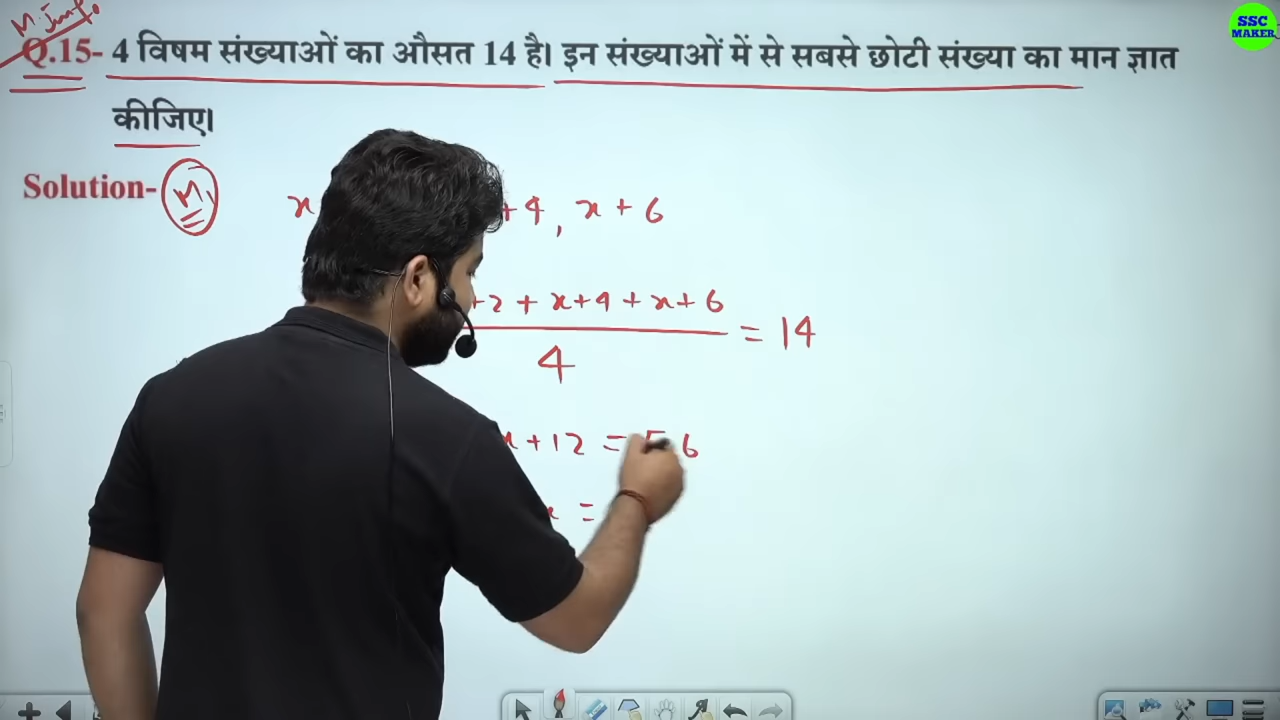 SSC
MAKER
Q.15- 4 विषम संख्याओं का औसत 14 है। इन संख्याओं में से सबसे छोटी संख्या का मान ज्ञात
कीजिए।
Solution- M1
x +4, x + 6
+2 + x+4 + x+6
4
= 14
x+12 = 56
x =